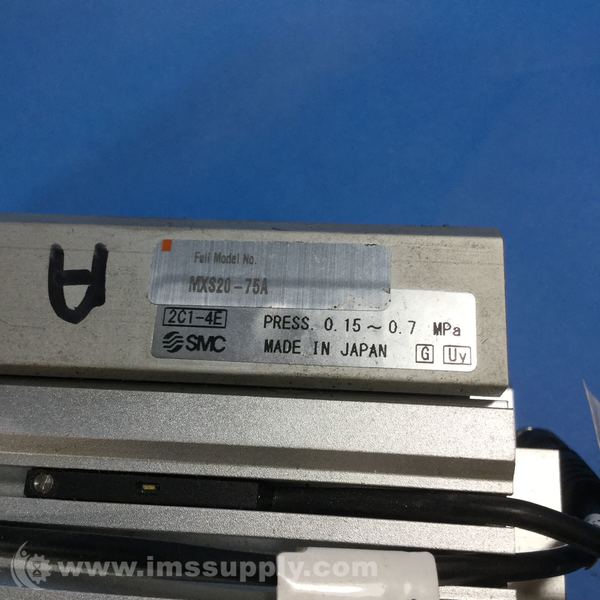 Full Model No.
MXS20-75A
2C1-4E PRESS. 0.15~0.7 MPa
SMC MADE IN JAPAN G Uy
A
www.imssupply.com